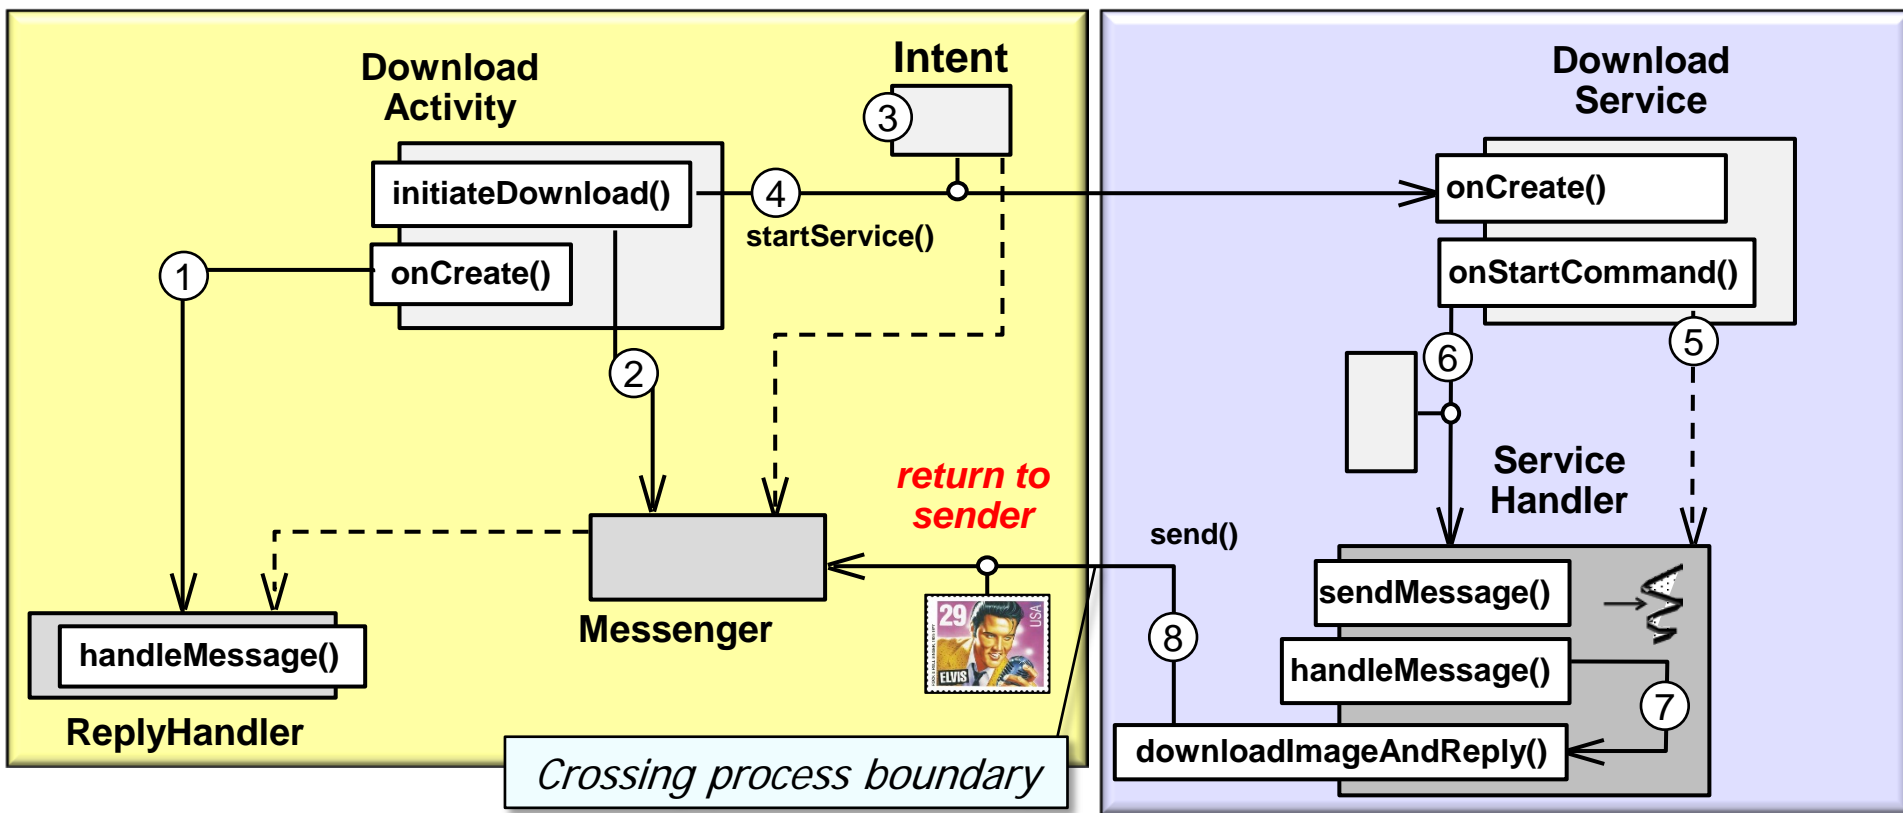 Download
Activity
Intent
3
initiateDownload()
4
startService()
1
onCreate()
2
return to
sender
send()
Messenger
handleMessage()
ReplyHandler
29
USA
ELVIS
Crossing process boundary
Download
Service
onCreate()
onStartCommand()
6
5
Service
Handler
sendMessage()
8
handleMessage()
7
downloadImageAndReply()